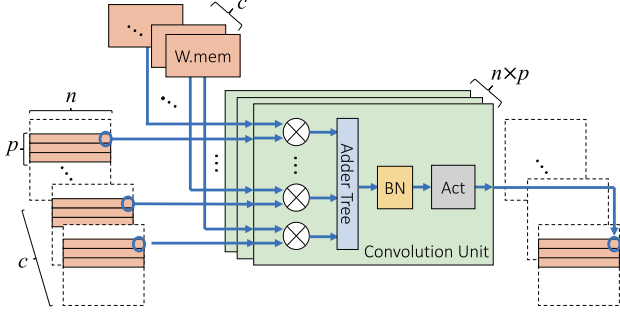 c
W.mem
n×p
n
p
Adder Tree
BN
Act
Convolution Unit
c